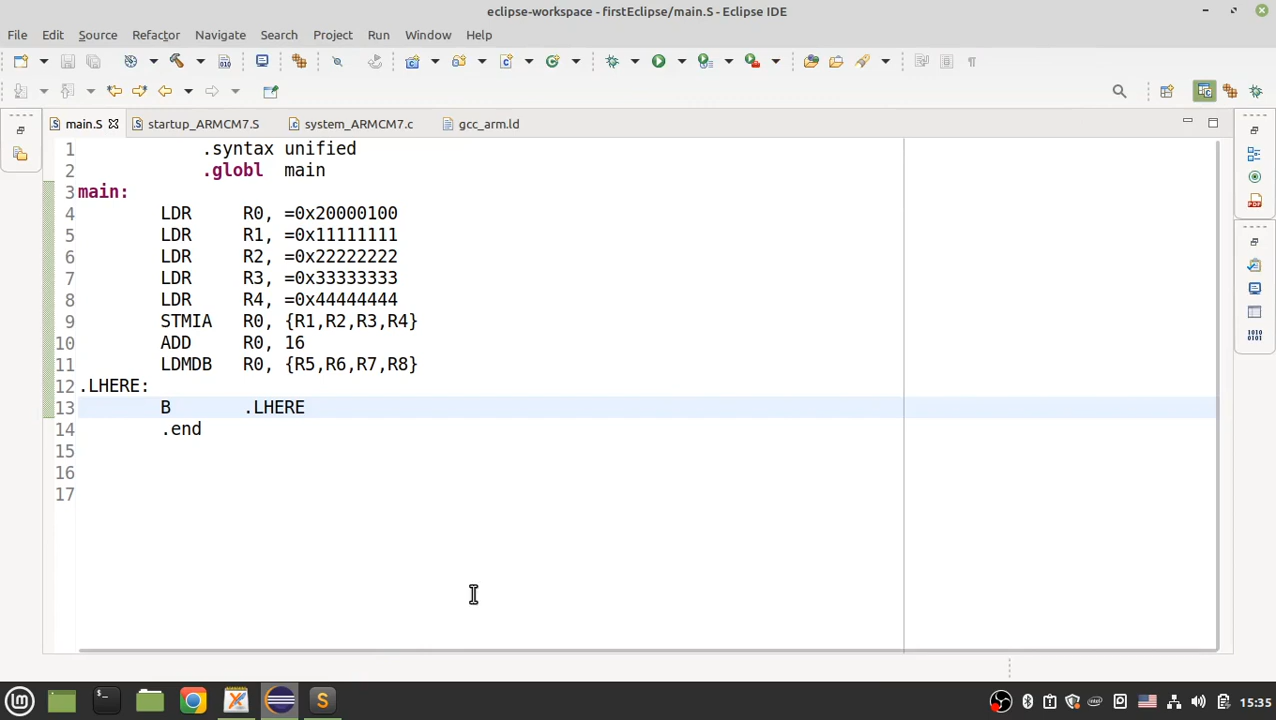 eclipse-workspace - firstEclipse/main.S - Eclipse IDE
File Edit Source Refactor Navigate Search Project Run Window Help
main.S startup_ARMCM7.S system_ARMCM7.c gcc_arm.ld
1 .syntax unified
2 .globl main
3 main:
4 LDR R0, =0x20000100
5 LDR R1, =0x11111111
6 LDR R2, =0x22222222
7 LDR R3, =0x33333333
8 LDR R4, =0x44444444
9 STMIA R0, {R1,R2,R3,R4}
10 ADD R0, 16
11 LDMDB R0, {R5,R6,R7,R8}
12 .LHERE:
13 B .LHERE
14 .end
15
16
17
15:35